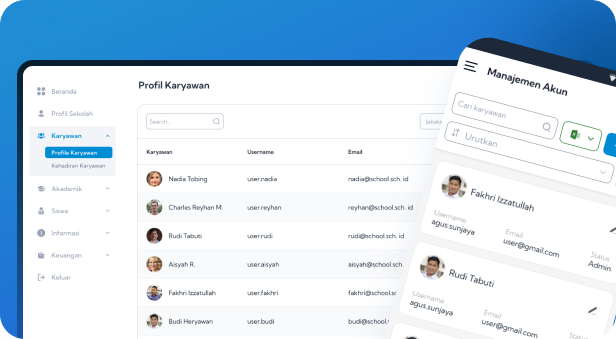 Profil Karyawan
Beranda
Profil Sekolah
Karyawan
Profile Karyawan
Kehadiran Karyawan
Akademik
Siswa
Informasi
Keuangan
Keluar
Search...
Jabata
Karyawan Username Email
Nadia Tobing user.nadia nadia@school.sch. id
Charles Reyhan M. user.reyhan reyhan@school.sch. id
Rudi Tabuti user.rudi rudi@school.sch. id
Aisyah R. user.aisyah aisyah@school.sch.
Fakhri Izzatullah user.fakhri fakhri@school.s
Budi Heryawan user.budi budi@school.
Manajemen Akun
Cari karyawan
Urutkan
Fakhri Izzatullah
Username Email Status
agus.sunjaya user@gmail.com Admin
Rudi Tabuti
Username Email Statu
agus.sunjaya user@gmail.com